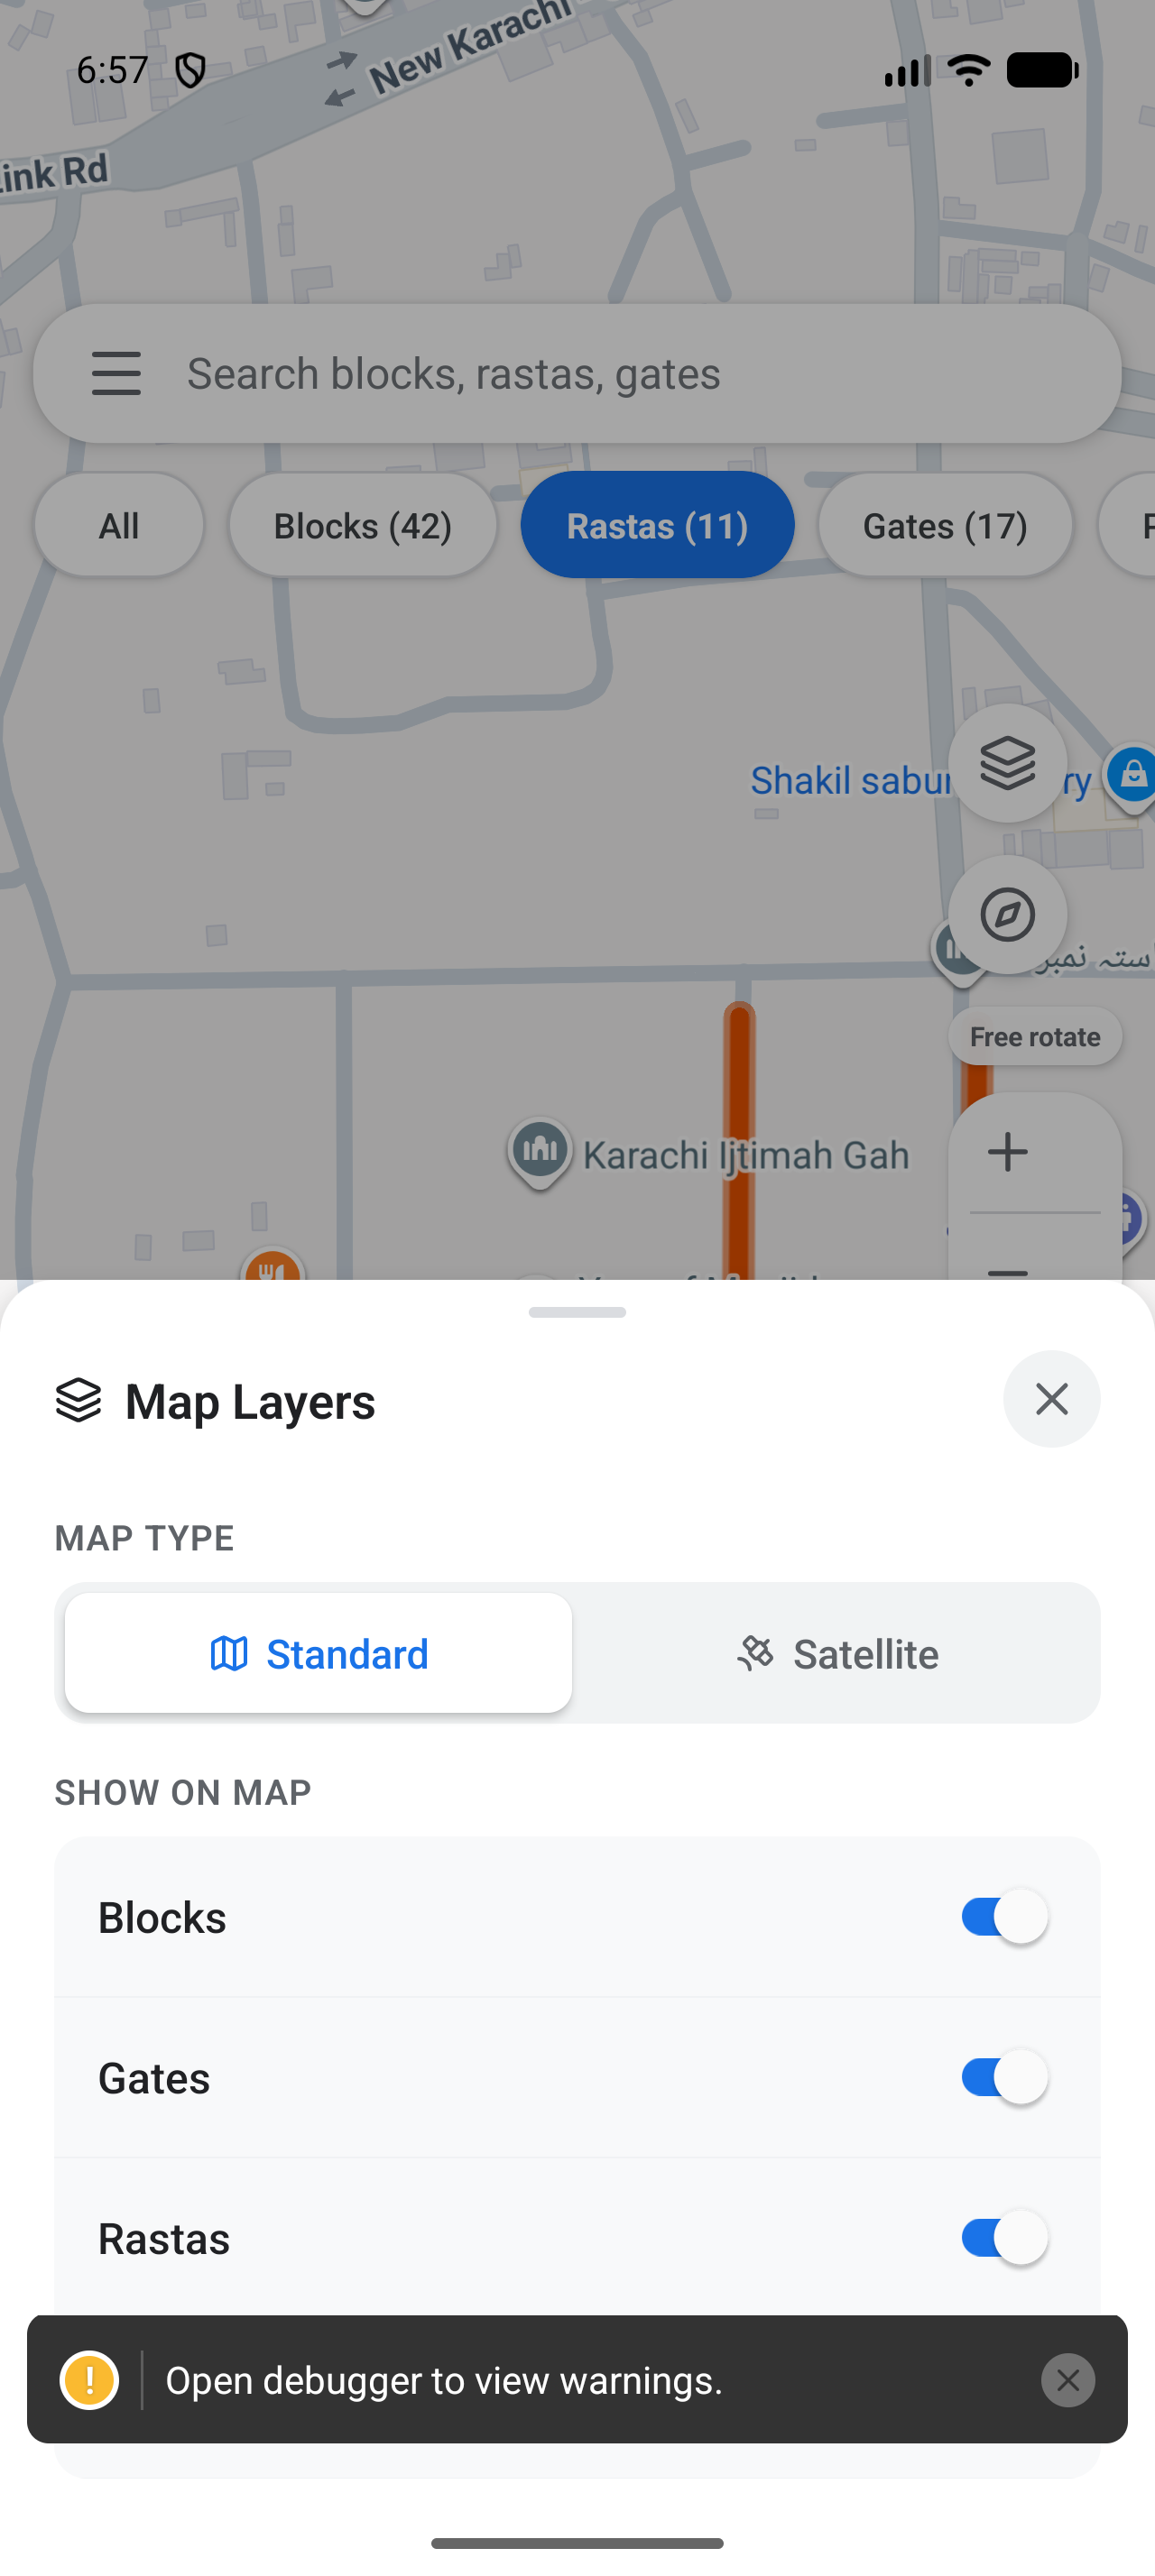 6:57
New Karachi
Link Rd
Search blocks, rastas, gates
All
Blocks (42)
Rastas (11)
Gates (17)
Shakil
نمبر
Free rotate
Karachi Ijtimah Gah
Map Layers
MAP TYPE
Standard
Satellite
SHOW ON MAP
Blocks
Gates
Rastas
Open debugger to view warnings.